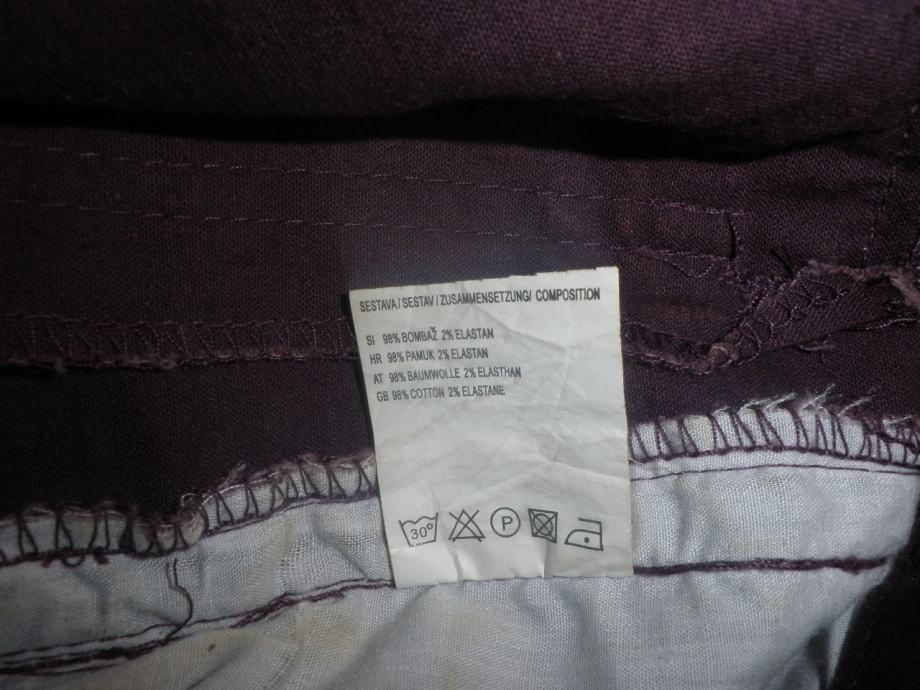 SESTAVA/ SESTAV / ZUSAMMENSETZUNG/ COMPOSITION
SI 98% BOMBAŽ 2% ELASTAN
HR 98% PAMUK 2% ELASTAN
AT 98% BAUMWOLLE 2% ELASTHAN
GB 98% COTTON 2% ELASTANE
30° P